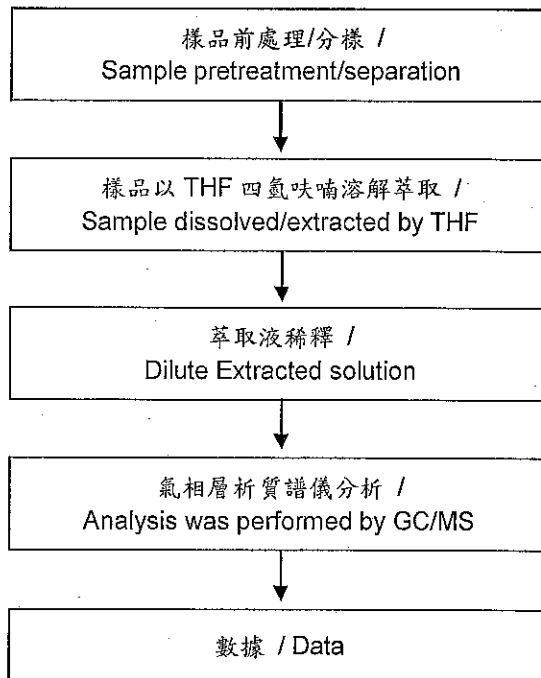 樣品前處理/分樣 /
Sample pretreatment/separation
樣品以 THF 四氫呋喃溶解萃取 /
Sample dissolved/extracted by THF
萃取液稀釋 /
Dilute Extracted solution
氣相層析質譜儀分析 /
Analysis was performed by GC/MS
數據 / Data